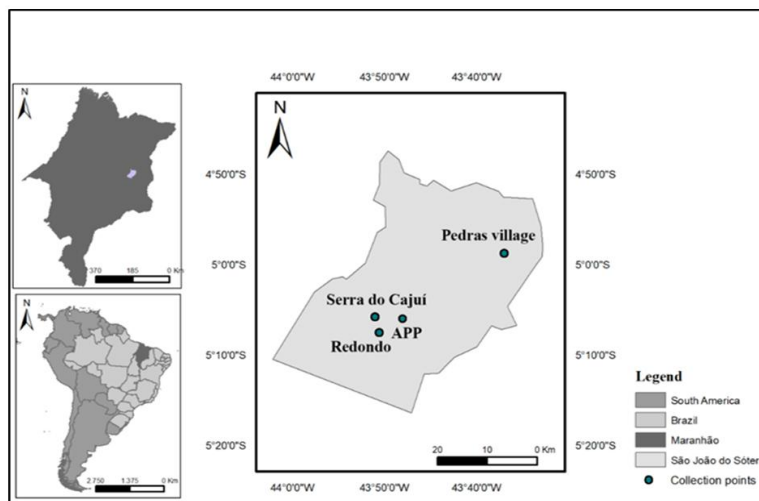 44°0'0"W 43°50'0"W 43°40'0"W
N
370 185 0 Km
N
2.750 1.375 0 Km
N
4°50'0"S 4°50'0"S
5°0'0"S 5°0'0"S
5°10'0"S 5°10'0"S
5°20'0"S 5°20'0"S
Pedras village
Serra do Cajuí
APP
Redondo
20 10 0 Km
44°0'0"W 43°50'0"W 43°40'0"W
Legend
South America
Brazil
Maranhão
São João do Sóter
Collection points